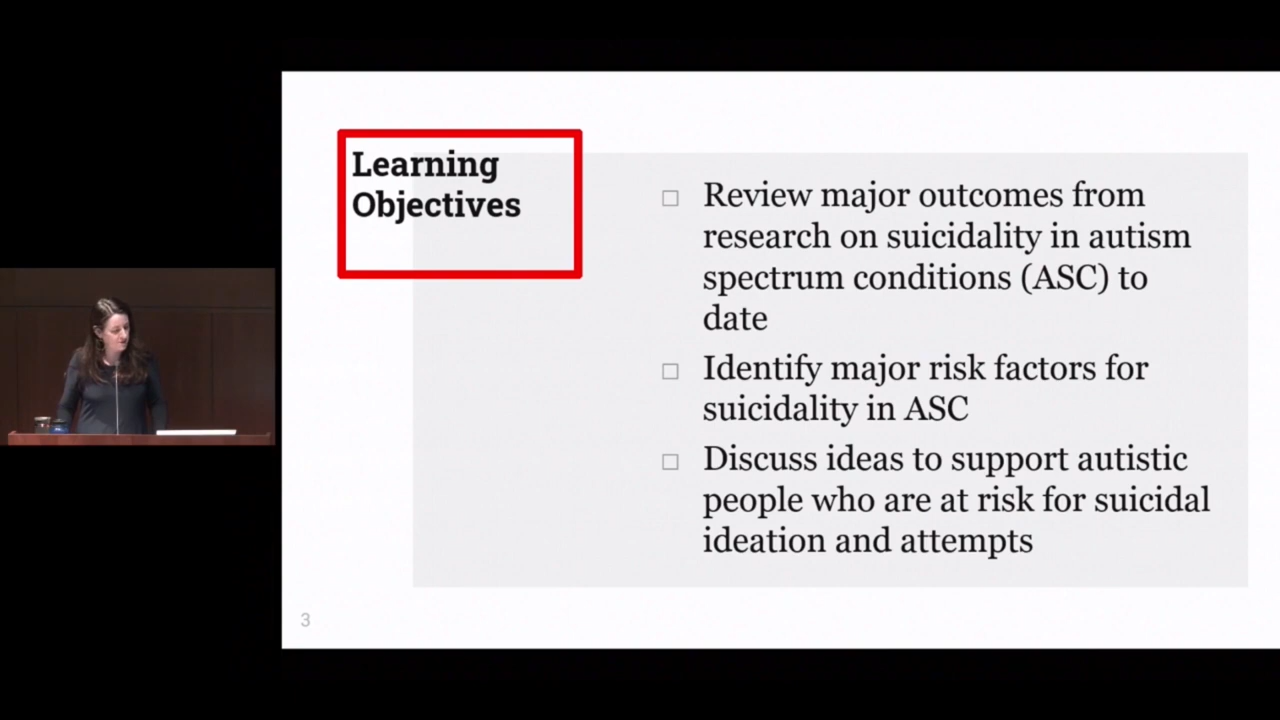 Learning
Objectives
Review major outcomes from
research on suicidality in autism
spectrum conditions (ASC) to
date
Identify major risk factors for
suicidality in ASC
Discuss ideas to support autistic
people who are at risk for suicidal
ideation and attempts
3